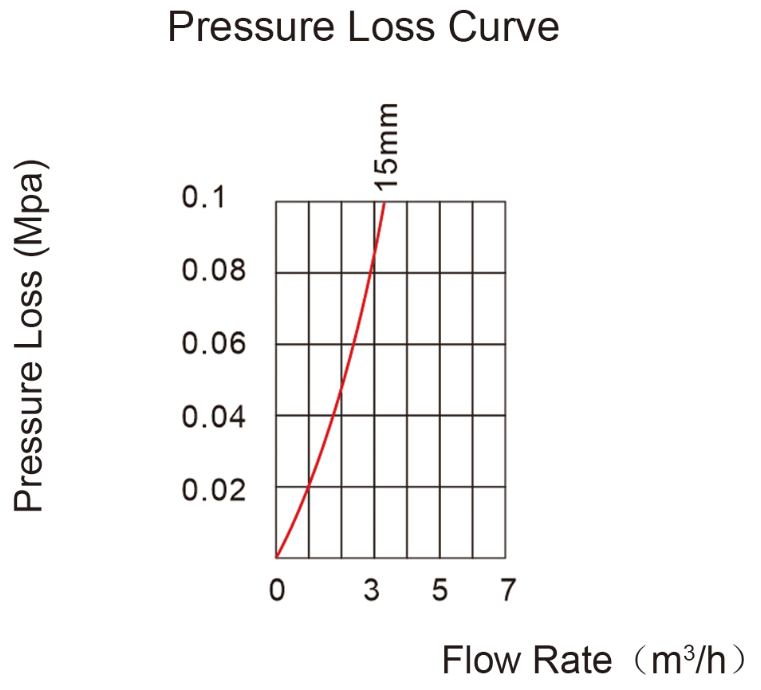 Pressure Loss Curve
15mm
Pressure Loss (Mpa)
0.1
0.08
0.06
0.04
0.02
0 3 5 7
Flow Rate（m³/h）